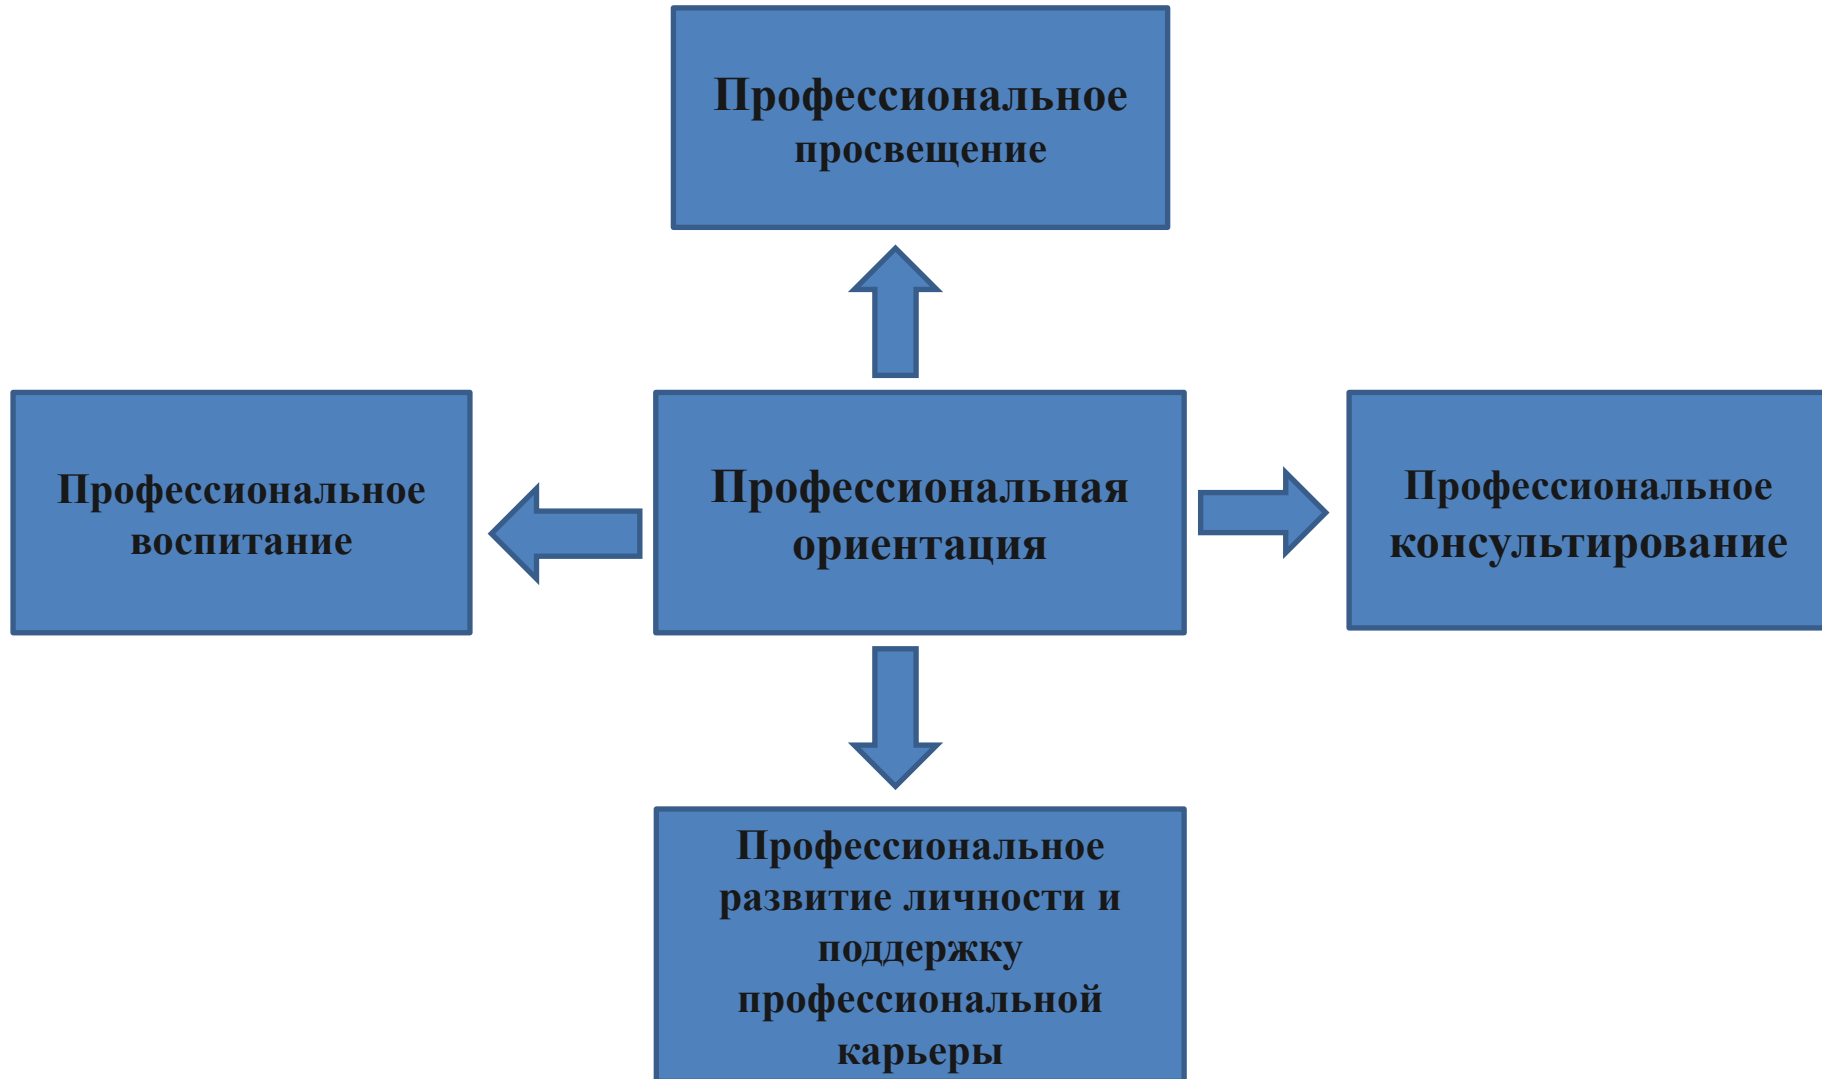 Профессиональное
просвещение
Профессиональное
воспитание
Профессиональная
ориентация
Профессиональное
консультирование
Профессиональное
развитие личности и
поддержку
профессиональной
карьеры